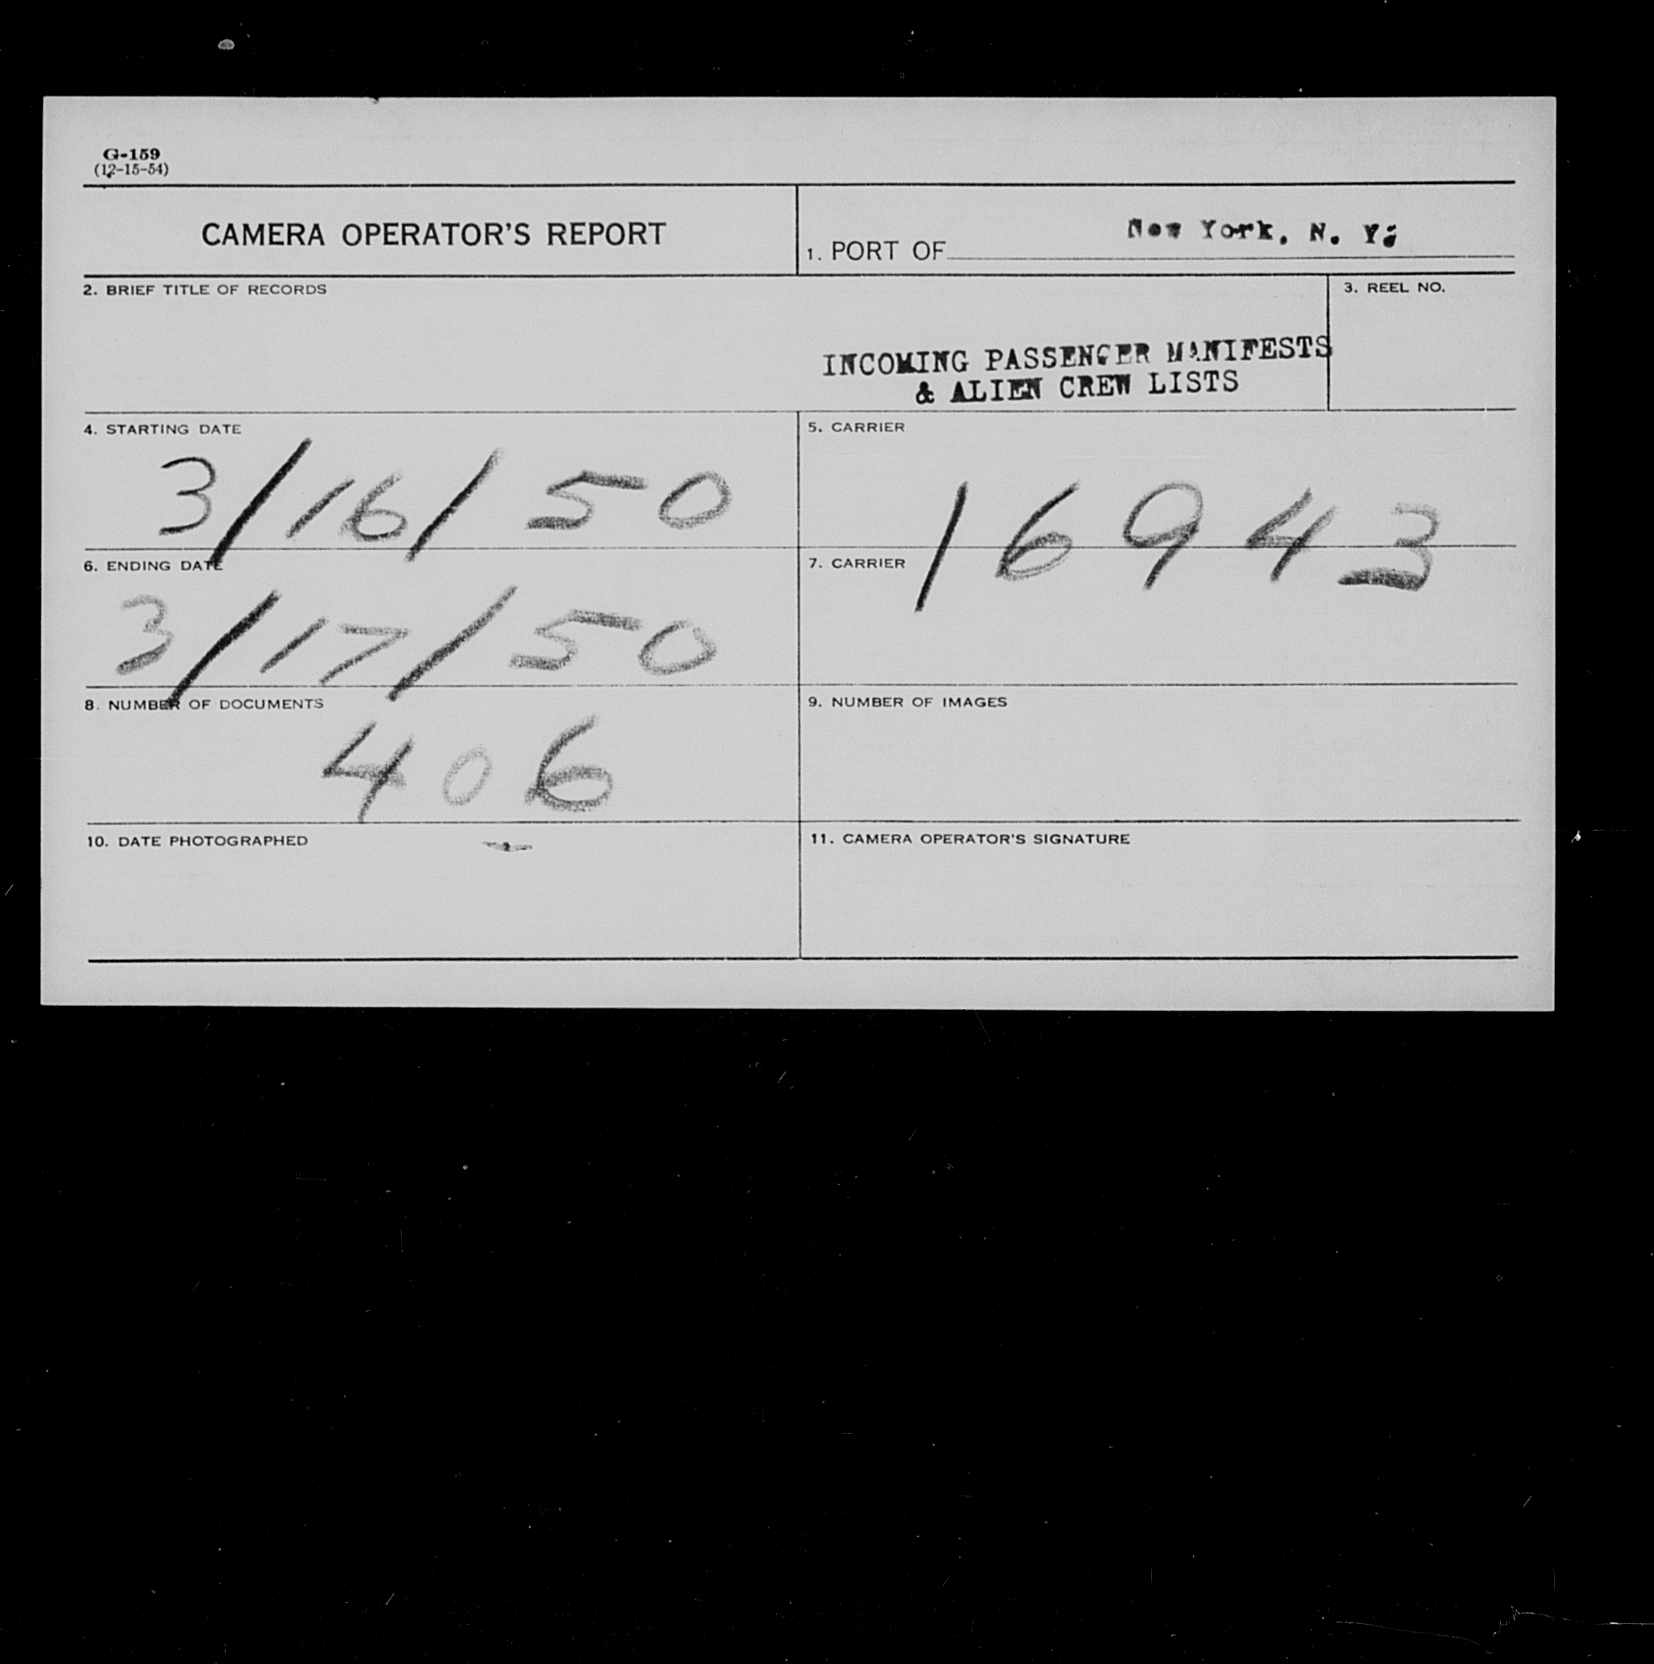 G-159
(12-15-54)
CAMERA OPERATOR'S REPORT
1. PORT OF New York, N. Y.
2. BRIEF TITLE OF RECORDS
3. REEL NO.
INCOMING PASSENGER MANIFESTS
& ALIEN CREW LISTS
4. STARTING DATE
3/16/50
5. CARRIER
16943
6. ENDING DATE
3/17/50
7. CARRIER
8. NUMBER OF DOCUMENTS
406
9. NUMBER OF IMAGES
10. DATE PHOTOGRAPHED
11. CAMERA OPERATOR'S SIGNATURE